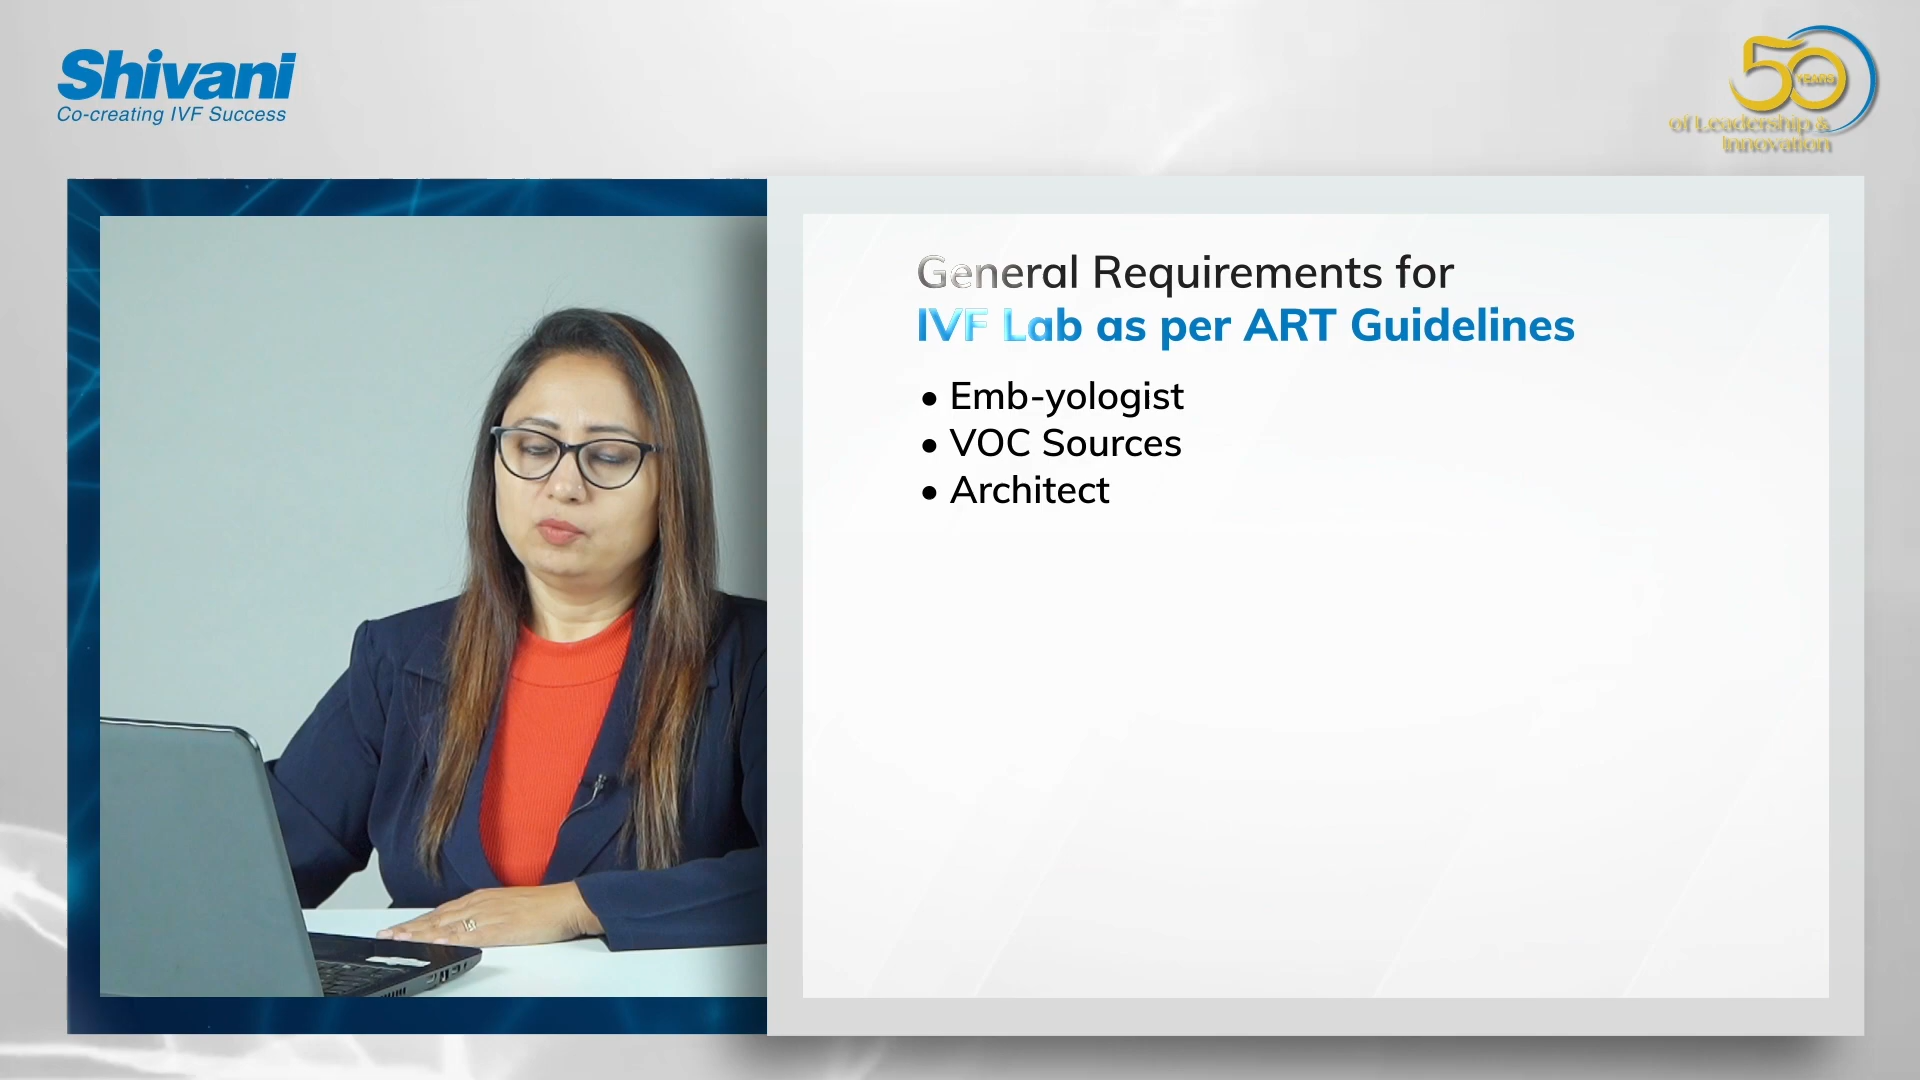 Shivani
Co-creating IVF Success
50
YEARS
of Leadership &
Innovation
General Requirements for
IVF Lab as per ART Guidelines
• Emb-yologist
• VOC Sources
• Architect